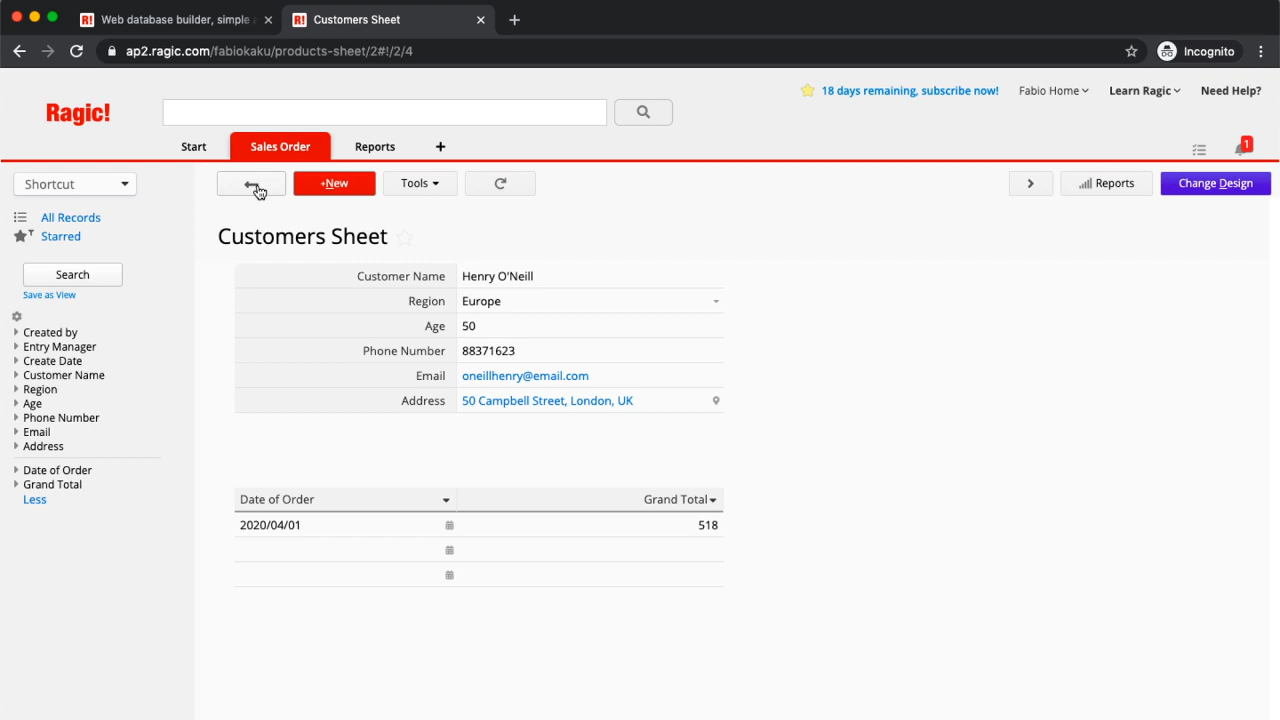 R! Web database builder, simple a
R! Customers Sheet
ap2.ragic.com/fabiokaku/products-sheet/2#!/2/4
Incognito
18 days remaining, subscribe now! Fabio Home Learn Ragic Need Help?
Ragic!
Start Sales Order Reports +
1
Shortcut
+New Tools Reports Change Design
All Records
Starred
Customers Sheet
Search
Save as View
Created by
Entry Manager
Create Date
Customer Name
Region
Age
Phone Number
Email
Address
Date of Order
Grand Total
Less
Customer Name Henry O'Neill
Region Europe
Age 50
Phone Number 88371623
Email oneillhenry@email.com
Address 50 Campbell Street, London, UK
Date of Order Grand Total
2020/04/01 518